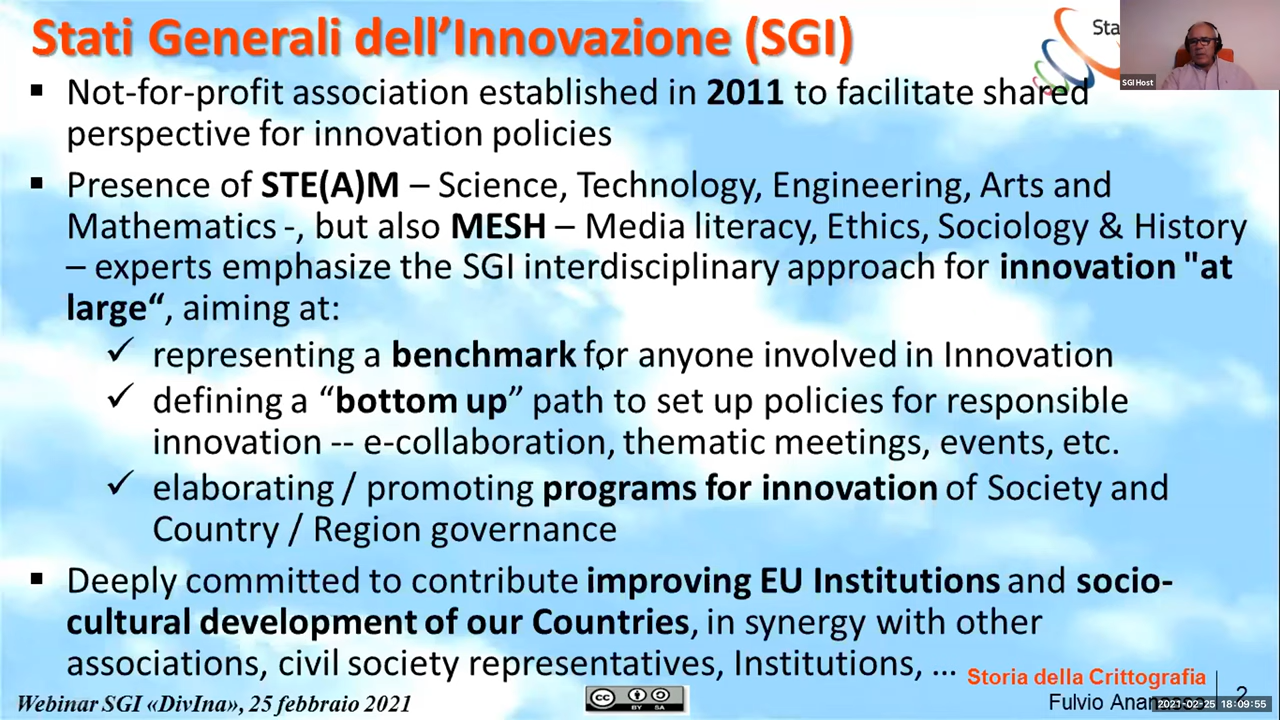 Stati Generali dell’Innovazione (SGI)
Sta
SGI Host
▪ Not-for-profit association established in 2011 to facilitate shared
perspective for innovation policies
▪ Presence of STE(A)M – Science, Technology, Engineering, Arts and
Mathematics -, but also MESH – Media literacy, Ethics, Sociology & History
– experts emphasize the SGI interdisciplinary approach for innovation "at
large“, aiming at:
✓ representing a benchmark for anyone involved in Innovation
✓ defining a “bottom up” path to set up policies for responsible
innovation -- e-collaboration, thematic meetings, events, etc.
✓ elaborating / promoting programs for innovation of Society and
Country / Region governance
▪ Deeply committed to contribute improving EU Institutions and socio-
cultural development of our Countries, in synergy with other
associations, civil society representatives, Institutions, ...
Storia della Crittografia
Webinar SGI «DivIna», 25 febbraio 2021
cc BY SA
Fulvio
2
2021-02-25 18:09:55